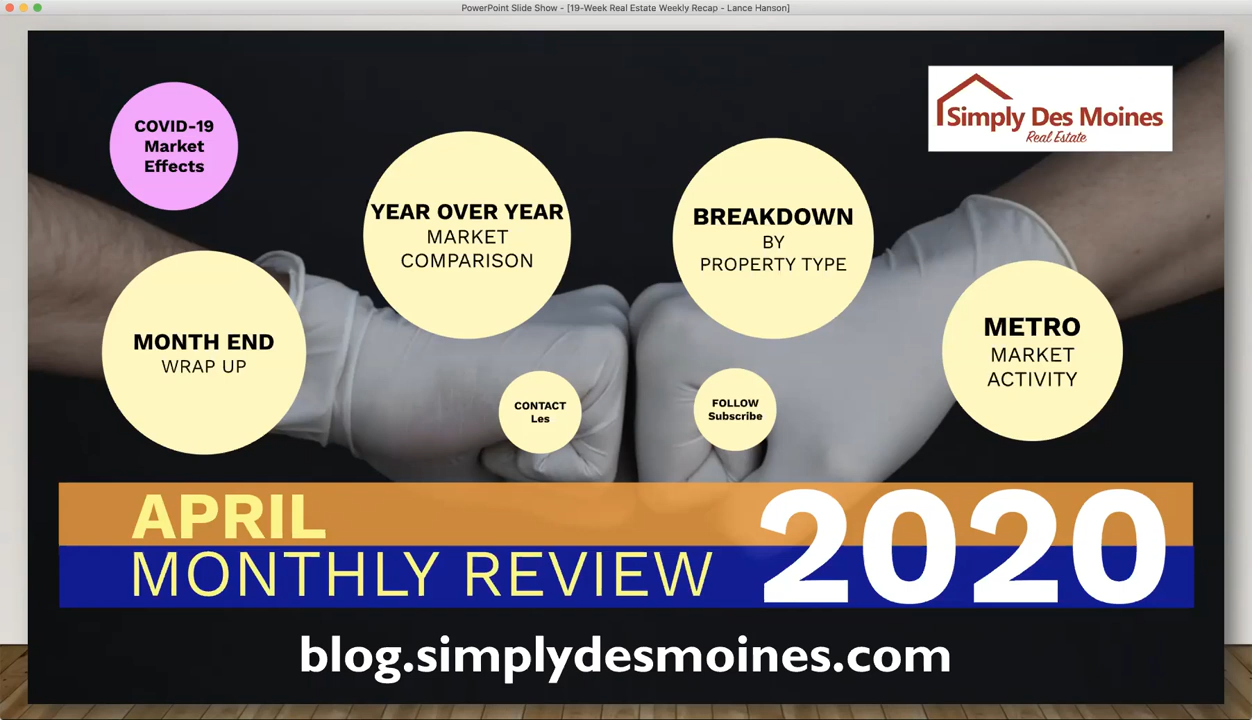 PowerPoint Slide Show - [19-Week Real Estate Weekly Recap - Lance Hanson]
COVID-19
Market
Effects
Simply Des Moines
Real Estate
YEAR OVER YEAR
MARKET
COMPARISON
BREAKDOWN
BY
PROPERTY TYPE
MONTH END
WRAP UP
METRO
MARKET
ACTIVITY
CONTACT
Les
FOLLOW
Subscribe
APRIL
MONTHLY REVIEW
2020
blog.simplydesmoines.com